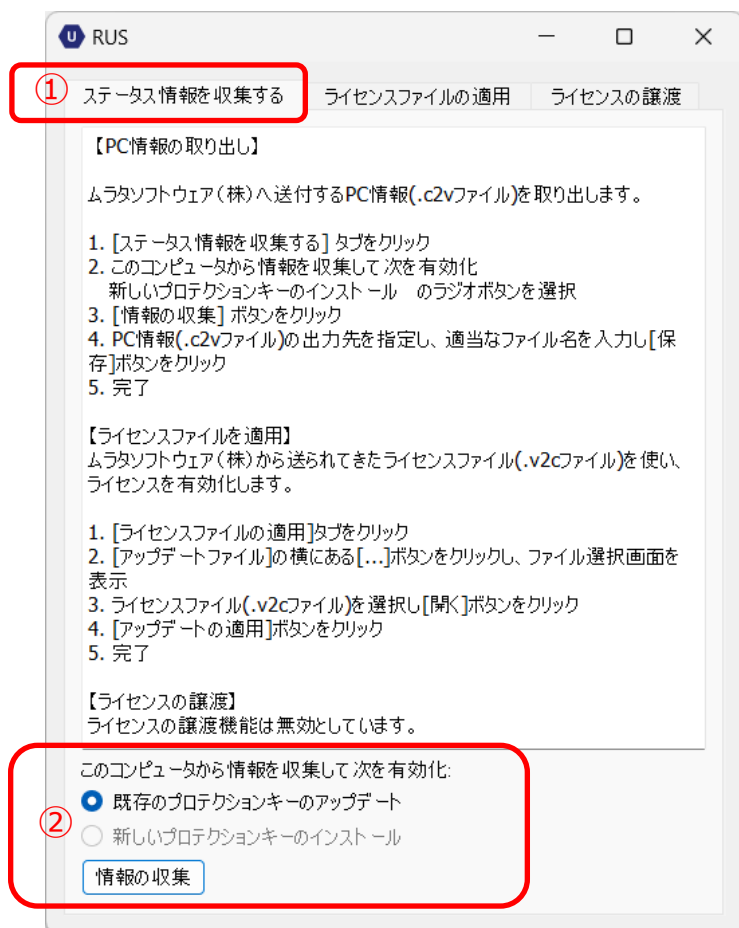 RUS
① ステータス情報を収集する ライセンスファイルの適用 ライセンスの譲渡
【PC情報の取り出し】
ムラタソフトウェア(株)へ送付するPC情報(.c2vファイル)を取り出します。
1. [ステータス情報を収集する] タブをクリック
2. このコンピュータから情報を収集して次を有効化
新しいプロテクションキーのインストール のラジオボタンを選択
3. [情報の収集] ボタンをクリック
4. PC情報(.c2vファイル)の出力先を指定し、適当なファイル名を入力し[保
存]ボタンをクリック
5. 完了
【ライセンスファイルを適用】
ムラタソフトウェア(株)から送られてきたライセンスファイル(.v2cファイル)を使い、
ライセンスを有効化します。
1. [ライセンスファイルの適用]タブをクリック
2. [アップデートファイル]の横にある[...]ボタンをクリックし、ファイル選択画面を
表示
3. ライセンスファイル(.v2cファイル)を選択し[開く]ボタンをクリック
4. [アップデートの適用]ボタンをクリック
5. 完了
【ライセンスの譲渡】
ライセンスの譲渡機能は無効としています。
このコンピュータから情報を収集して次を有効化:
② 既存のプロテクションキーのアップデート
新しいプロテクションキーのインストール
情報の収集